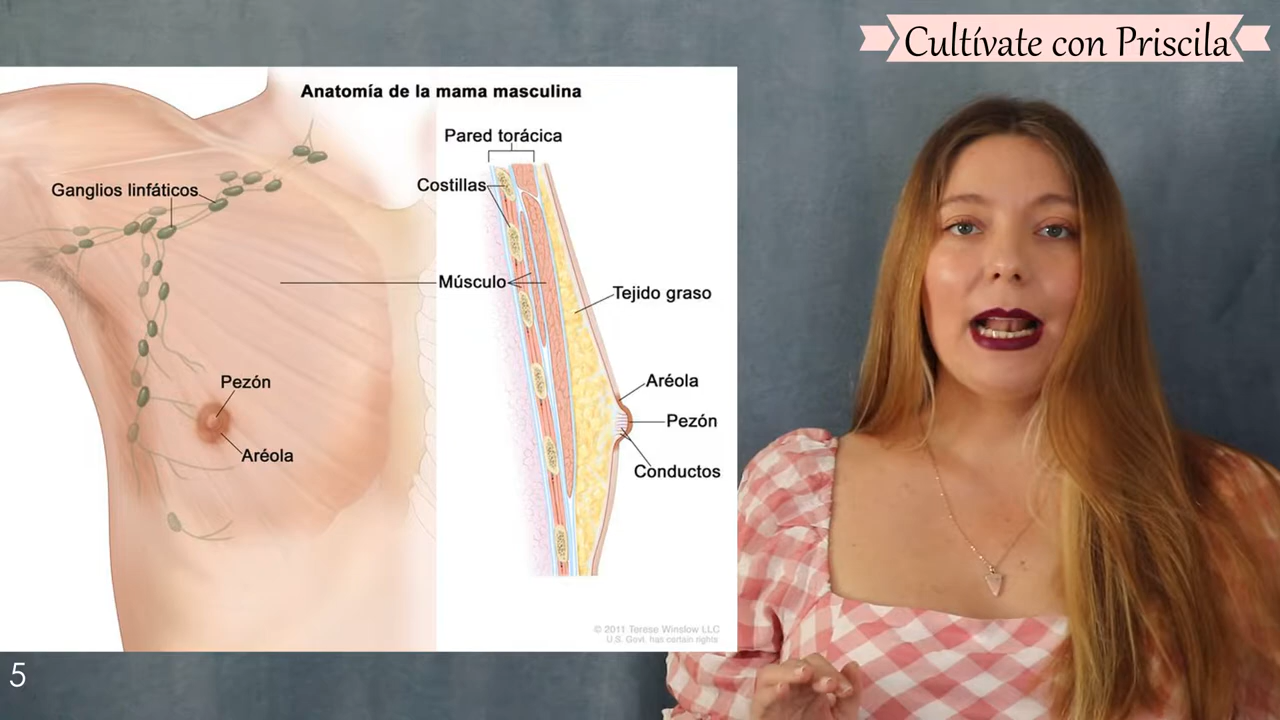 Cultívate con Priscila
Anatomía de la mama masculina
Pared torácica
Costillas
Ganglios linfáticos
Músculo
Tejido graso
Pezón
Aréola
Aréola
Pezón
Conductos
© 2011 Terese Winslow LLC
U.S. Govt. has certain rights
5